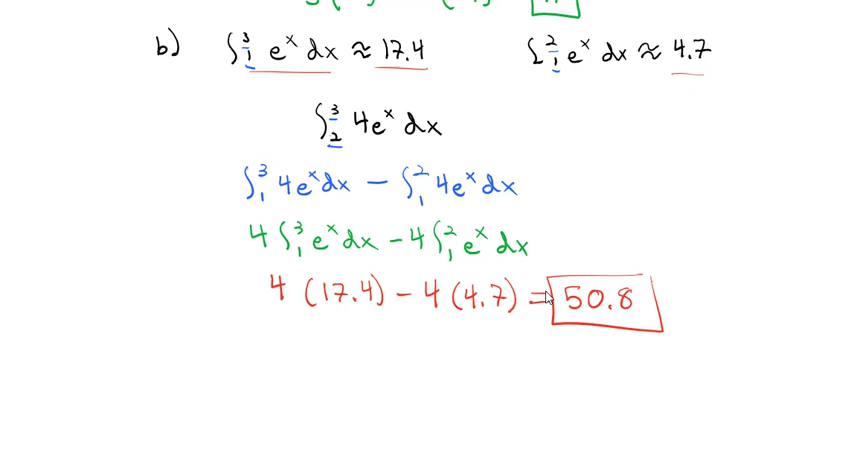 b) ∫₁³ eˣ dx ≈ 17.4 ∫₁² eˣ dx ≈ 4.7
∫₂³ 4eˣ dx
∫₁³ 4eˣ dx − ∫₁² 4eˣ dx
4 ∫₁³ eˣ dx − 4 ∫₁² eˣ dx
4 (17.4) − 4 (4.7) = 50.8